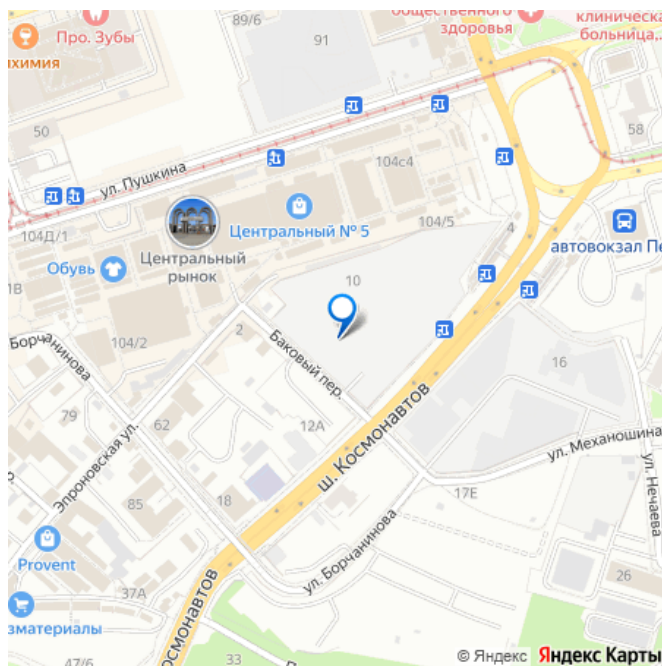 89/6
общественного
здоровья
клиническая
больница,..
Про. Зубы
91
50
58
ул. Пушкина
104с4
104Д/1
Центральный № 5
104/5
4
автовокзал Пе
Центральный
рынок
Обувь
1В
10
2
104/2
Борчанинова
Баковый пер.
16
79
62
12А
ш. Космонавтов
ул. Механошина
Эпроновская ул.
85
18
17Е
ул. Нечаева
Provent
ул. Борчанинова
37А
26
зматериалы
осмонавтов
33
47/6
© Яндекс Яндекс Карты